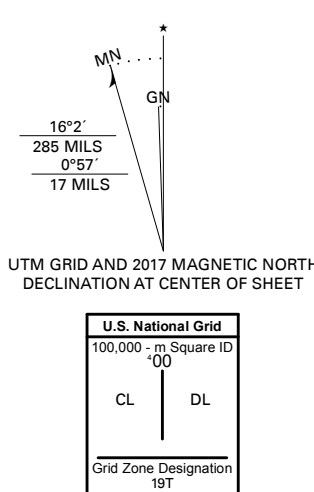 ★
MN
GN
16°2´
285 MILS
0°57´
17 MILS
UTM GRID AND 2017 MAGNETIC NORTH
DECLINATION AT CENTER OF SHEET
U.S. National Grid
100,000 - m Square ID
⁴00
CL DL
Grid Zone Designation
19T